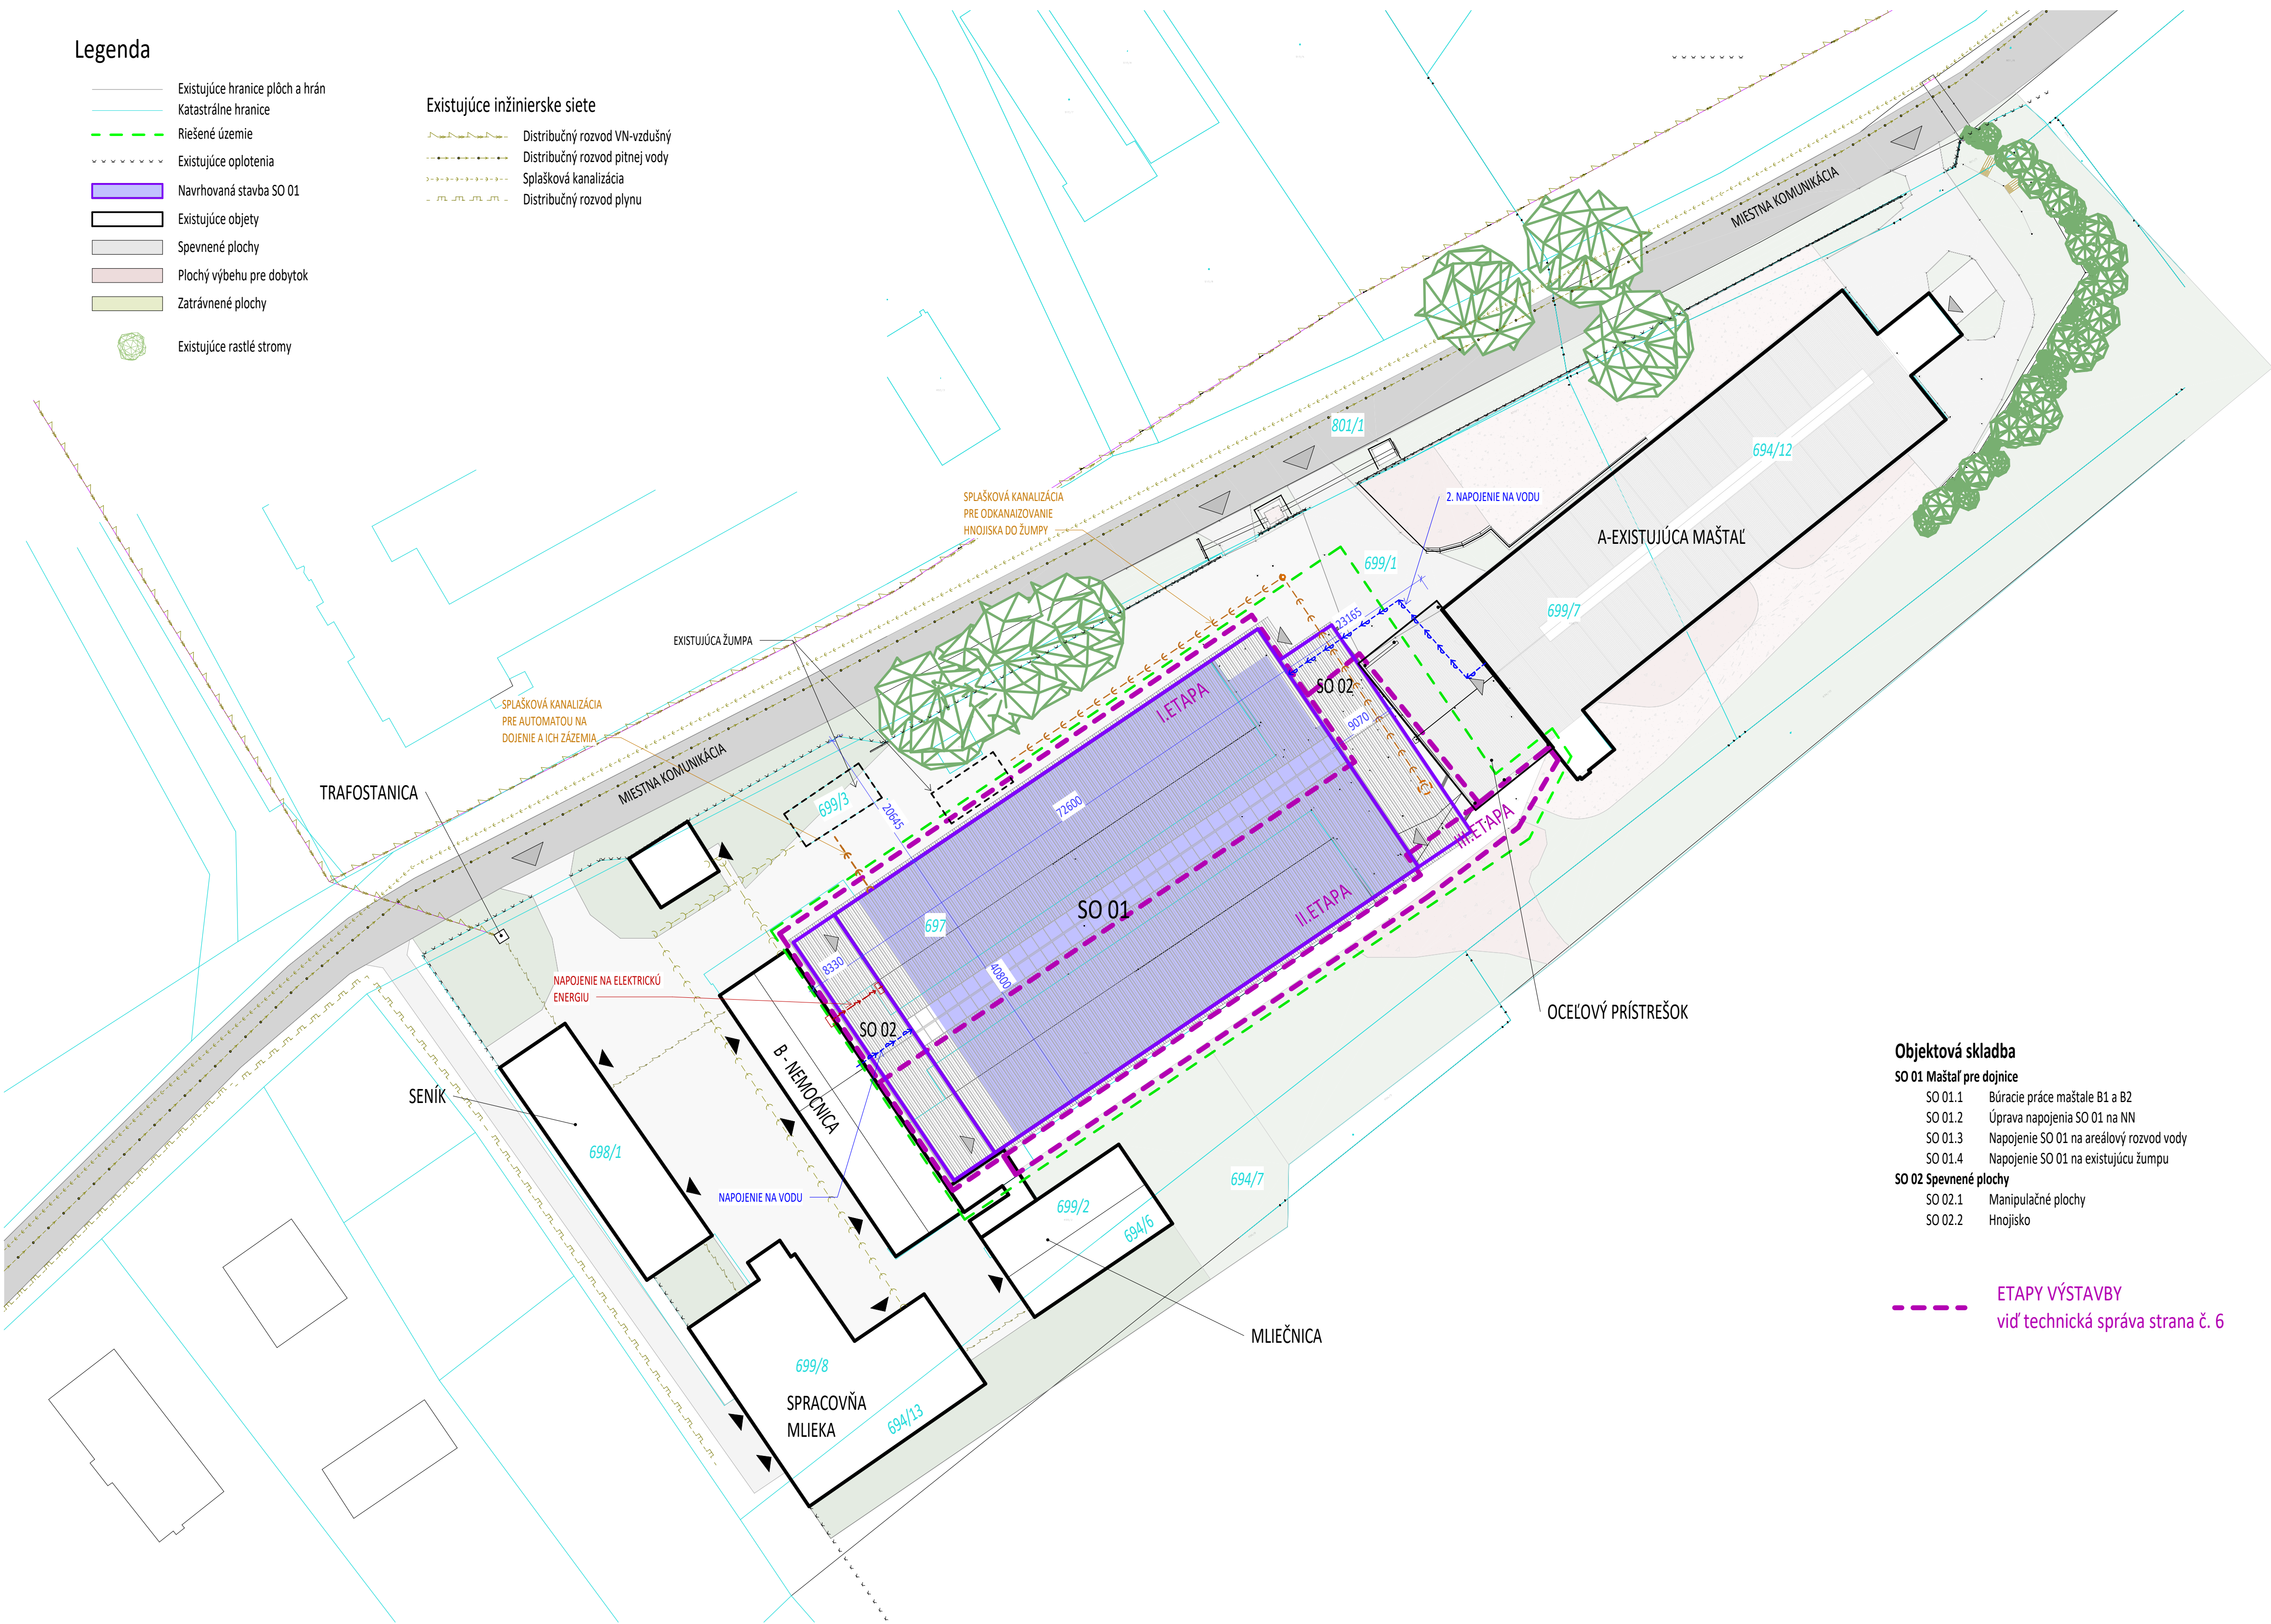 Legenda
Existujúce hranice plôch a hrán
Katastrálne hranice
Riešené územie
Existujúce oplotenia
Navrhovaná stavba SO 01
Existujúce objety
Spevnené plochy
Plochý výbehu pre dobytok
Zatrávnené plochy
Existujúce rastlé stromy
Existujúce inžinierske siete
Distribučný rozvod VN-vzdušný
Distribučný rozvod pitnej vody
Splašková kanalizácia
Distribučný rozvod plynu
MIESTNA KOMUNIKÁCIA
801/1
694/12
SPLAŠKOVÁ KANALIZÁCIA
PRE ODKANAIZOVANIE
HNOJISKA DO ŽUMPY
2. NAPOJENIE NA VODU
A-EXISTUJÚCA MAŠTAĽ
699/1
699/7
23165
EXISTUJÚCA ŽUMPA
SO 02
I.ETAPA
9070
SPLAŠKOVÁ KANALIZÁCIA
PRE AUTOMATOU NA
DOJENIE A ICH ZÁZEMIA
MIESTNA KOMUNIKÁCIA
TRAFOSTANICA
699/3
20645
72600
III.ETAPA
SO 01
II.ETAPA
697
8330
40800
NAPOJENIE NA ELEKTRICKÚ
ENERGIU
SO 02
OCEĽOVÝ PRÍSTREŠOK
B - NEMOCNICA
SENÍK
698/1
NAPOJENIE NA VODU
694/7
699/2
694/6
MLIEČNICA
699/8
SPRACOVŇA
MLIEKA
694/13
Objektová skladba
SO 01 Maštaľ pre dojnice
SO 01.1 Búracie práce maštale B1 a B2
SO 01.2 Úprava napojenia SO 01 na NN
SO 01.3 Napojenie SO 01 na areálový rozvod vody
SO 01.4 Napojenie SO 01 na existujúcu žumpu
SO 02 Spevnené plochy
SO 02.1 Manipulačné plochy
SO 02.2 Hnojisko
ETAPY VÝSTAVBY
viď technická správa strana č. 6